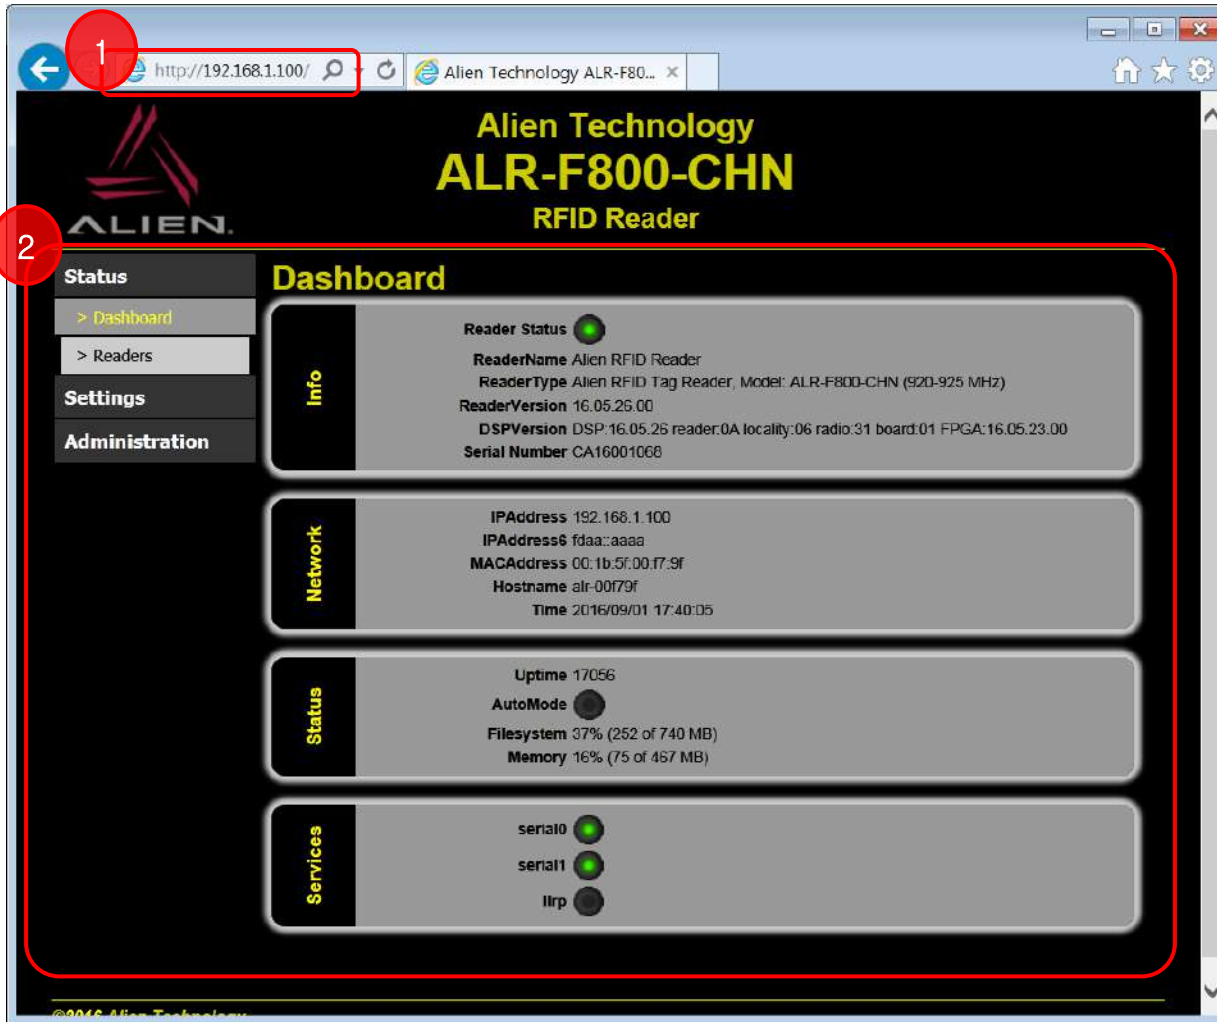 1
http://192.168.1.100/
Alien Technology ALR-F80...
ALIEN.
Alien Technology
ALR-F800-CHN
RFID Reader
2
Status
> Dashboard
> Readers
Settings
Administration
Dashboard
Info
Reader Status
ReaderName Alien RFID Reader
ReaderType Alien RFID Tag Reader, Model: ALR-F800-CHN (920-925 MHz)
ReaderVersion 16.05.26.00
DSPVersion DSP:16.05.26 reader:0A locality:06 radio:31 board:01 FPGA:16.05.23.00
Serial Number CA16001068
Network
IPAddress 192.168.1.100
IPAddress6 fdaa::aaaa
MACAddress 00:1b:5f:00:f7:9f
Hostname alr-00f79f
Time 2016/09/01 17:40:05
Status
Uptime 17056
AutoMode
Filesystem 37% (252 of 740 MB)
Memory 16% (75 of 467 MB)
Services
serial0
serial1
llrp
©2016 Alien Technology